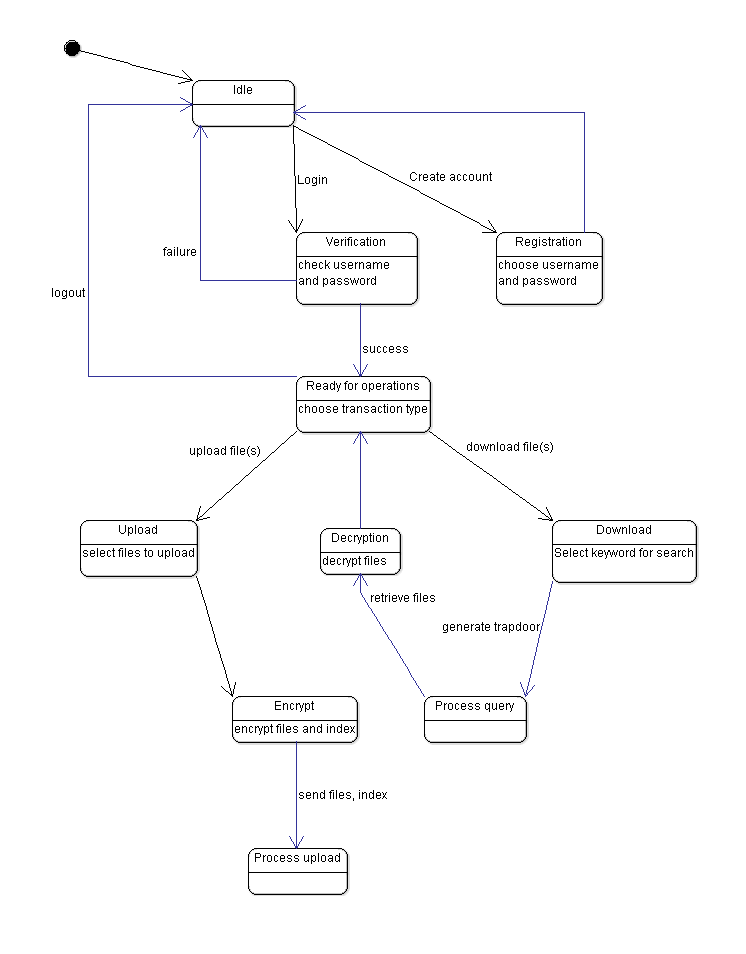 Idle
Login
Create account
Verification
check username
and password
Registration
choose username
and password
failure
logout
success
Ready for operations
choose transaction type
upload file(s)
download file(s)
Upload
select files to upload
Decryption
decrypt files
Download
Select keyword for search
retrieve files
generate trapdoor
Encrypt
encrypt files and index
Process query
send files, index
Process upload